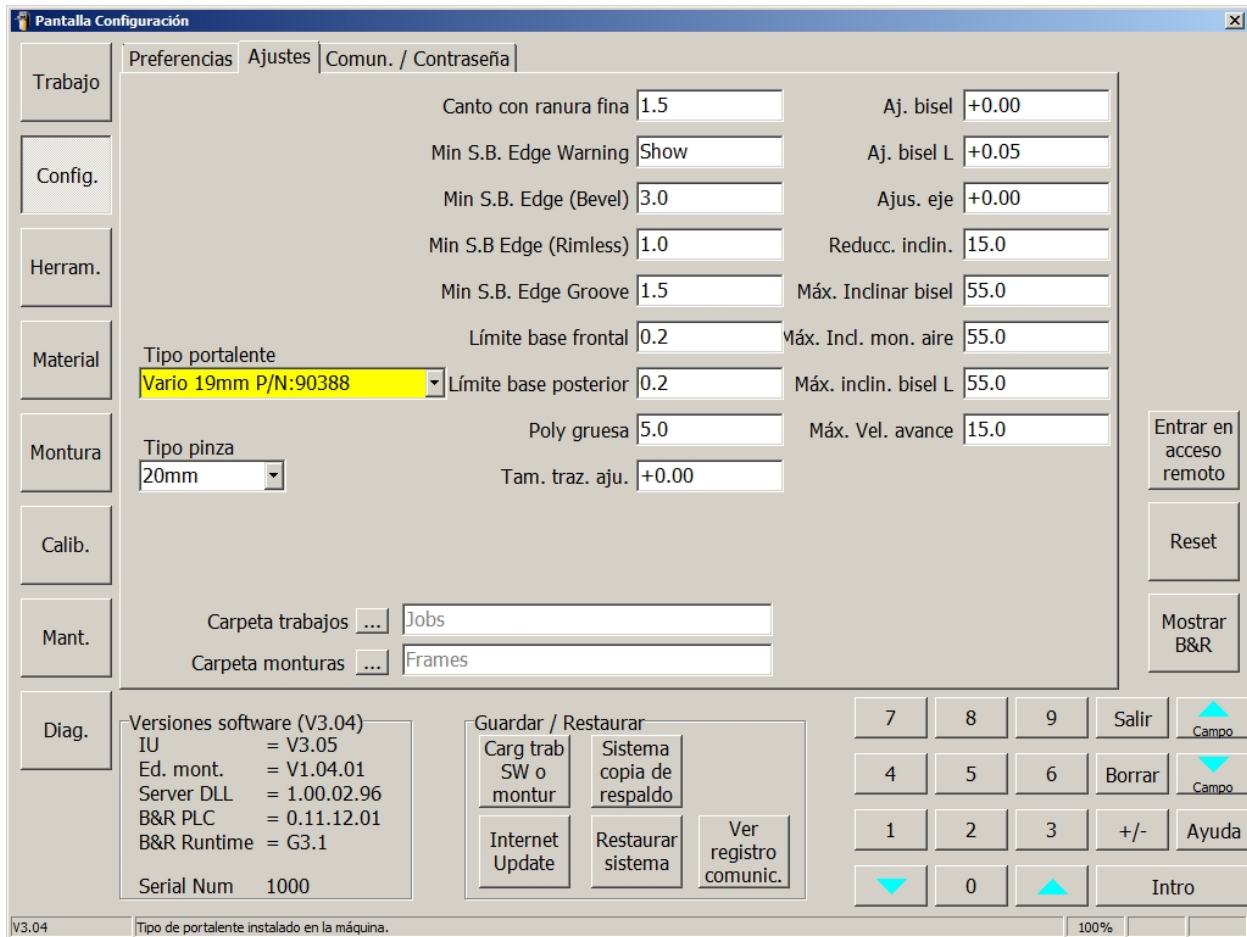 Pantalla Configuración
Trabajo
Config.
Herram.
Material
Montura
Calib.
Mant.
Diag.
Preferencias
Ajustes
Comun. / Contraseña
Canto con ranura fina 1.5
Min S.B. Edge Warning Show
Min S.B. Edge (Bevel) 3.0
Min S.B Edge (Rimless) 1.0
Min S.B. Edge Groove 1.5
Límite base frontal 0.2
Límite base posterior 0.2
Poly gruesa 5.0
Tam. traz. aju. +0.00
Aj. bisel +0.00
Aj. bisel L +0.05
Ajus. eje +0.00
Reducc. inclin. 15.0
Máx. Inclinar bisel 55.0
Máx. Incl. mon. aire 55.0
Máx. inclin. bisel L 55.0
Máx. Vel. avance 15.0
Tipo portalente
Vario 19mm P/N:90388
Tipo pinza
20mm
Carpeta trabajos ... Jobs
Carpeta monturas ... Frames
Entrar en
acceso
remoto
Reset
Mostrar
B&R
Versiones software (V3.04)
IU = V3.05
Ed. mont. = V1.04.01
Server DLL = 1.00.02.96
B&R PLC = 0.11.12.01
B&R Runtime = G3.1
Serial Num 1000
Guardar / Restaurar
Carg trab
SW o
montur
Sistema
copia de
respaldo
Internet
Update
Restaurar
sistema
Ver
registro
comunic.
7 8 9 Salir Campo
4 5 6 Borrar Campo
1 2 3 +/- Ayuda
0 Intro
V3.04 Tipo de portalente instalado en la máquina. 100%